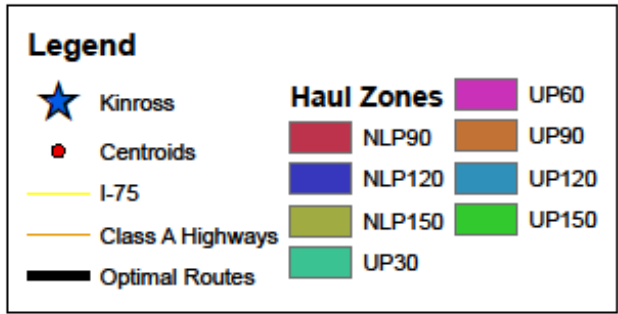 Legend
Kinross
Centroids
I-75
Class A Highways
Optimal Routes
Haul Zones
NLP90
NLP120
NLP150
UP30
UP60
UP90
UP120
UP150